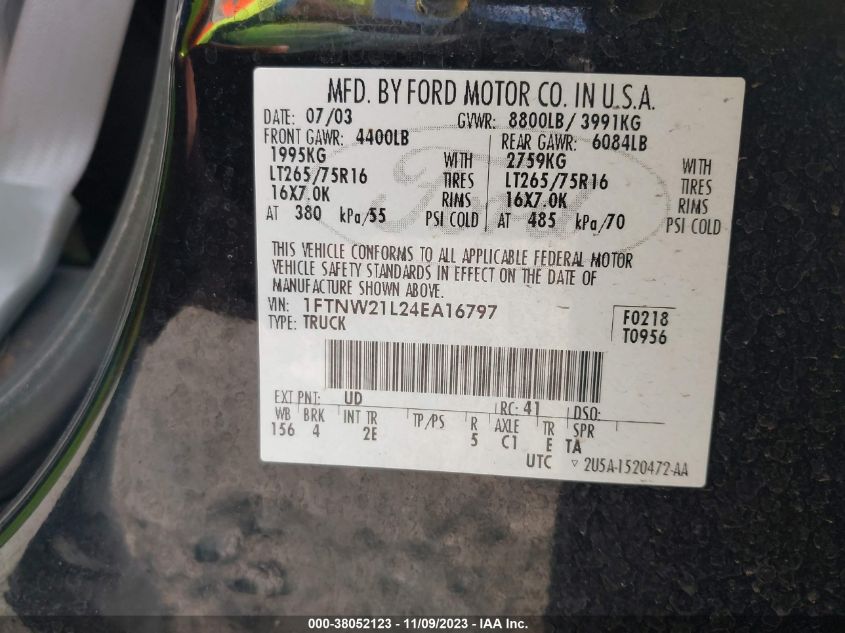 MFD. BY FORD MOTOR CO. IN U.S.A.
DATE: 07/03 GVWR: 8800LB/ 3991KG
FRONT GAWR: 4400LB REAR GAWR: 6084LB
1995KG WITH 2759KG WITH
LT265/75R16 TIRES LT265/75R16 TIRES
16X7.0K RIMS 16X7.0K RIMS
AT 380 kPa/55 PSI COLD AT 485 kPa/70 PSI COLD
Ford
THIS VEHICLE CONFORMS TO ALL APPLICABLE FEDERAL MOTOR
VEHICLE SAFETY STANDARDS IN EFFECT ON THE DATE OF
MANUFACTURE SHOWN ABOVE.
VIN: 1FTNW21L24EA16797 F0218
TYPE: TRUCK T0956
EXT PNT: UD RC: 41 DSO:
WB BRK INT TR TP/PS R AXLE TR SPR
156 4 2E 5 C1 E TA
UTC ▽ 2U5A-1520472-AA
000-38052123 - 11/09/2023 - IAA Inc.